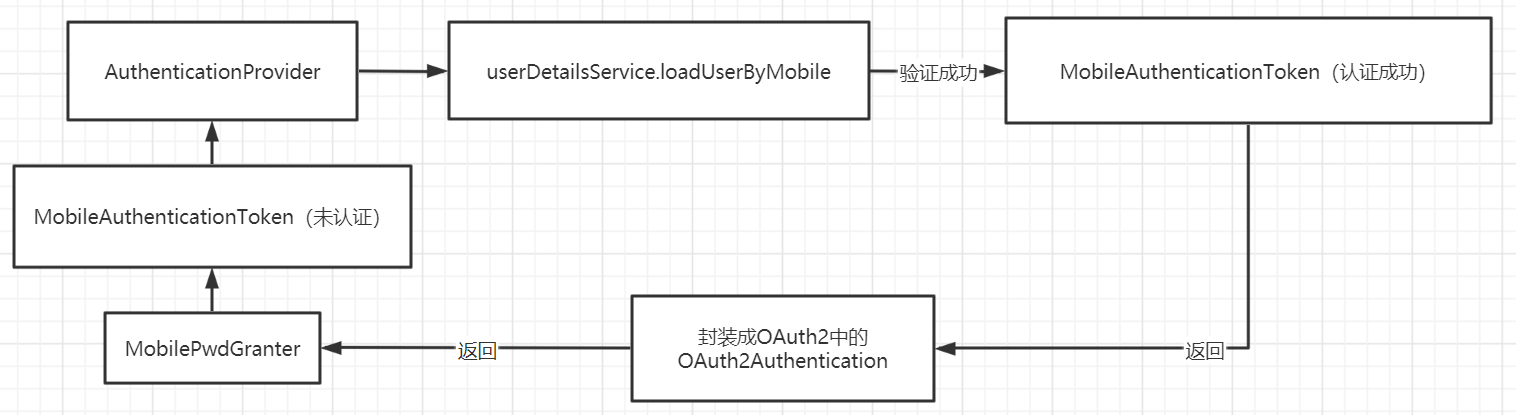 AuthenticationProvider
userDetailsService.loadUserByMobile
验证成功
MobileAuthenticationToken（认证成功）
MobileAuthenticationToken（未认证）
MobilePwdGranter
返回
封装成OAuth2中的
OAuth2Authentication
返回